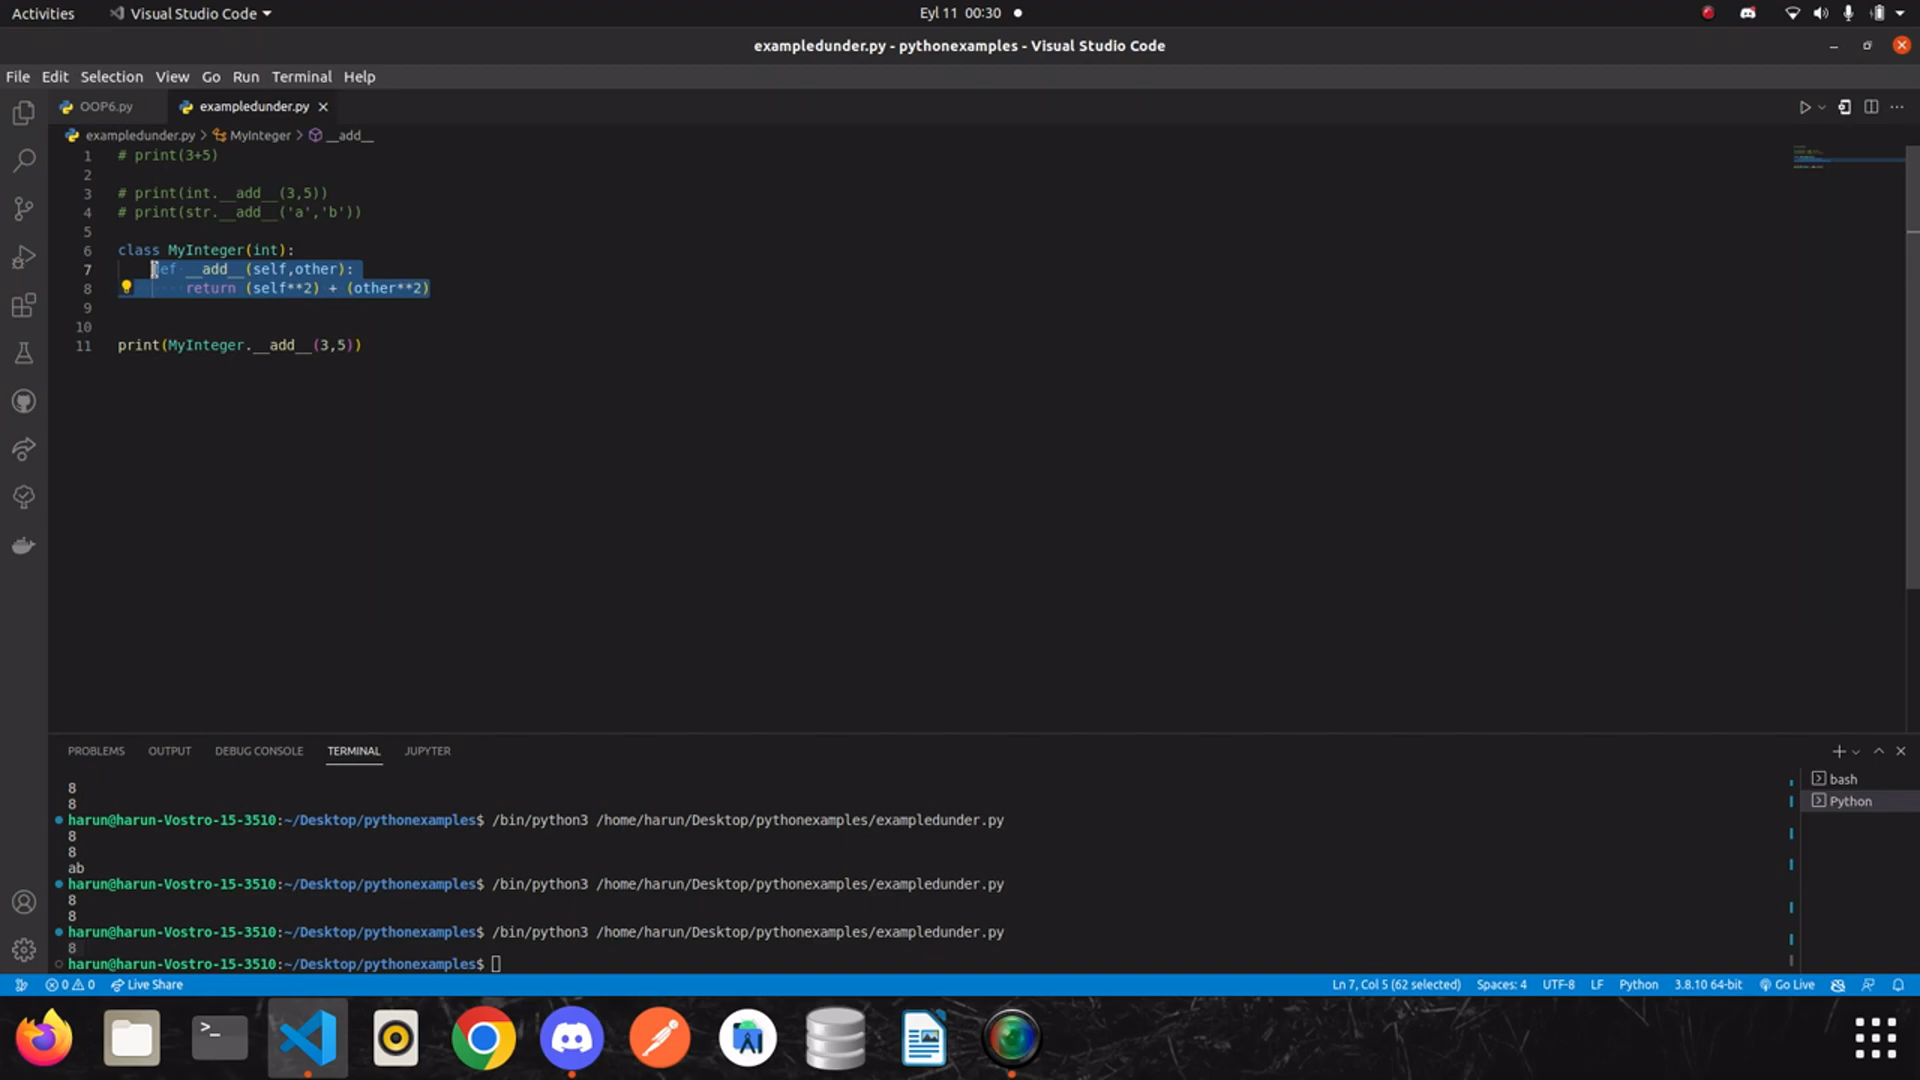 Activities Visual Studio Code Eyl 11 00:30
exampledunder.py - pythonexamples - Visual Studio Code
File Edit Selection View Go Run Terminal Help
OOP6.py exampledunder.py
exampledunder.py > MyInteger > __add__
1 # print(3+5)
2
3 # print(int.__add__(3,5))
4 # print(str.__add__('a','b'))
5
6 class MyInteger(int):
7 def __add__(self,other):
8 return (self**2) + (other**2)
9
10
11 print(MyInteger.__add__(3,5))
PROBLEMS OUTPUT DEBUG CONSOLE TERMINAL JUPYTER
bash
Python
8
8
harun@harun-Vostro-15-3510:~/Desktop/pythonexamples$ /bin/python3 /home/harun/Desktop/pythonexamples/exampledunder.py
8
8
ab
harun@harun-Vostro-15-3510:~/Desktop/pythonexamples$ /bin/python3 /home/harun/Desktop/pythonexamples/exampledunder.py
8
8
harun@harun-Vostro-15-3510:~/Desktop/pythonexamples$ /bin/python3 /home/harun/Desktop/pythonexamples/exampledunder.py
8
harun@harun-Vostro-15-3510:~/Desktop/pythonexamples$
0 0 Live Share Ln 7, Col 5 (62 selected) Spaces: 4 UTF-8 LF Python 3.8.10 64-bit Go Live